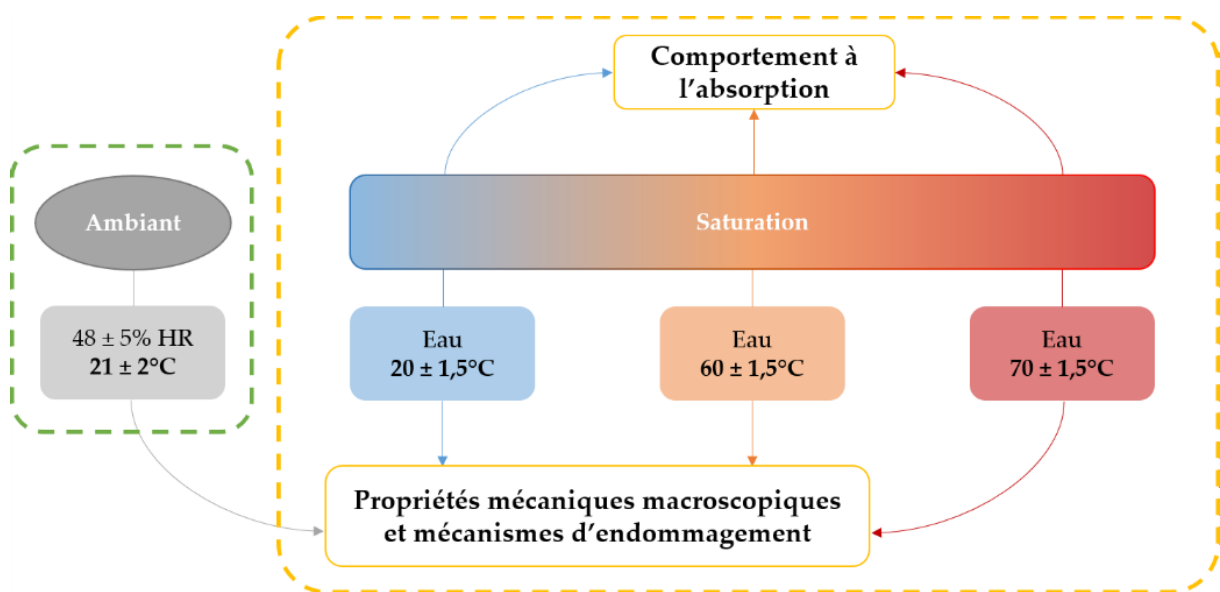 Comportement à
l’absorption
Ambiant
Saturation
48 ± 5% HR
21 ± 2°C
Eau
20 ± 1,5°C
Eau
60 ± 1,5°C
Eau
70 ± 1,5°C
Propriétés mécaniques macroscopiques
et mécanismes d’endommagement